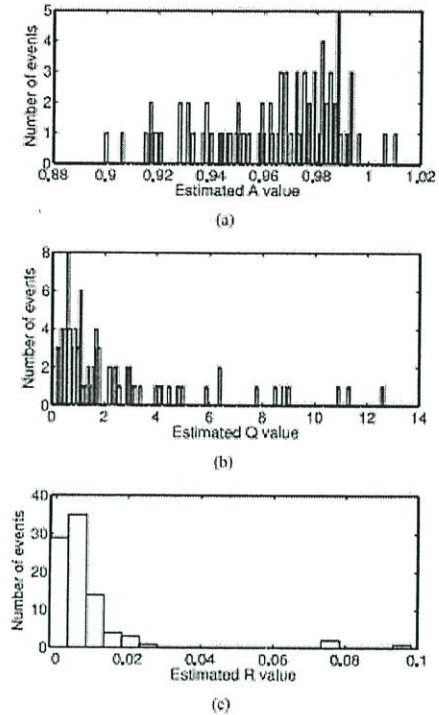 Number of events
5
4
3
2
1
0
0.88 0.9 0.92 0.94 0.96 0.98 1 1.02
Estimated A value
(a)
Number of events
8
6
4
2
0
0 2 4 6 8 10 12 14
Estimated Q value
(b)
Number of events
40
30
20
10
0
0 0.02 0.04 0.06 0.08 0.1
Estimated R value
(c)